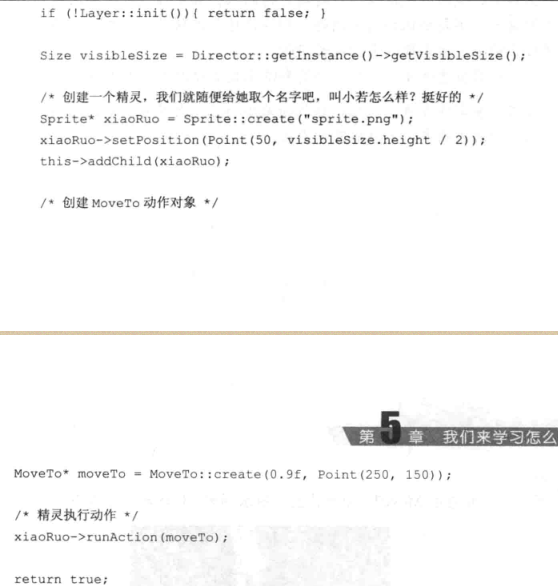 if (!Layer::init()){ return false; }
Size visibleSize = Director::getInstance()->getVisibleSize();
/* 创建一个精灵，我们就随便给她取个名字吧，叫小若怎么样？挺好的 */
Sprite* xiaoRuo = Sprite::create("sprite.png");
xiaoRuo->setPosition(Point(50, visibleSize.height / 2));
this->addChild(xiaoRuo);
/* 创建 MoveTo 动作对象 */
第 5 章 我们来学习怎么
MoveTo* moveTo = MoveTo::create(0.9f, Point(250, 150));
/* 精灵执行动作 */
xiaoRuo->runAction(moveTo);
return true;